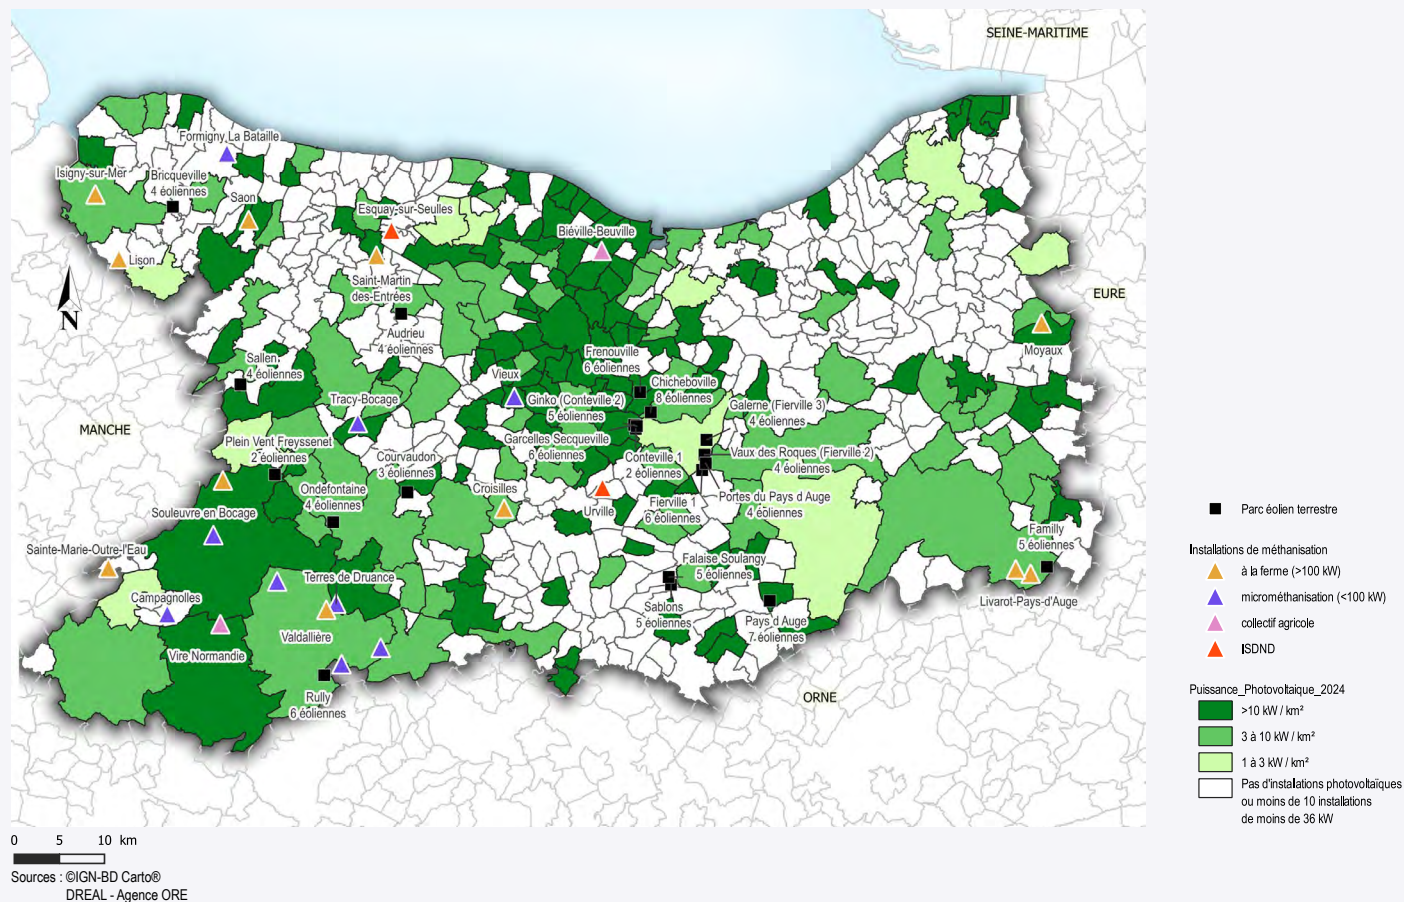 SEINE-MARITIME
Formigny La Bataille
Isigny-sur-Mer
Bricqueville
4 éoliennes
Saon
Esquay-sur-Seulles
Biéville-Beuville
Lison
Saint-Martin
des-Entrées
EURE
N
Audrieu
4 éoliennes
Moyaux
Sallen
4 éoliennes
Frenouville
6 éoliennes
Vieux
Chicheboville
8 éoliennes
Tracy-Bocage
Ginko (Conteville 2)
5 éoliennes
Galerne (Fierville 3)
4 éoliennes
MANCHE
Plein Vent Freyssenet
2 éoliennes
Courvaudon
3 éoliennes
Garcelles Secqueville
6 éoliennes
Conteville 1
2 éoliennes
Vaux des Roques (Fierville 2)
4 éoliennes
Ondefontaine
4 éoliennes
Croisilles
Urville
Fierville 1
6 éoliennes
Portes du Pays d Auge
4 éoliennes
Souleuvre en Bocage
Familly
5 éoliennes
Sainte-Marie-Outre-l'Eau
Falaise Soulangy
5 éoliennes
Terres de Druance
Campagnolles
Sablons
5 éoliennes
Livarot-Pays-d'Auge
Valdallière
Pays d Auge
7 éoliennes
Vire Normandie
Rully
6 éoliennes
ORNE
Parc éolien terrestre
Installations de méthanisation
à la ferme (>100 kW)
microméthanisation (<100 kW)
collectif agricole
ISDND
Puissance_Photovoltaique_2024
>10 kW / km²
3 à 10 kW / km²
1 à 3 kW / km²
Pas d'installations photovoltaïques
ou moins de 10 installations
de moins de 36 kW
0 5 10 km
Sources : ©IGN-BD Carto®
DREAL - Agence ORE